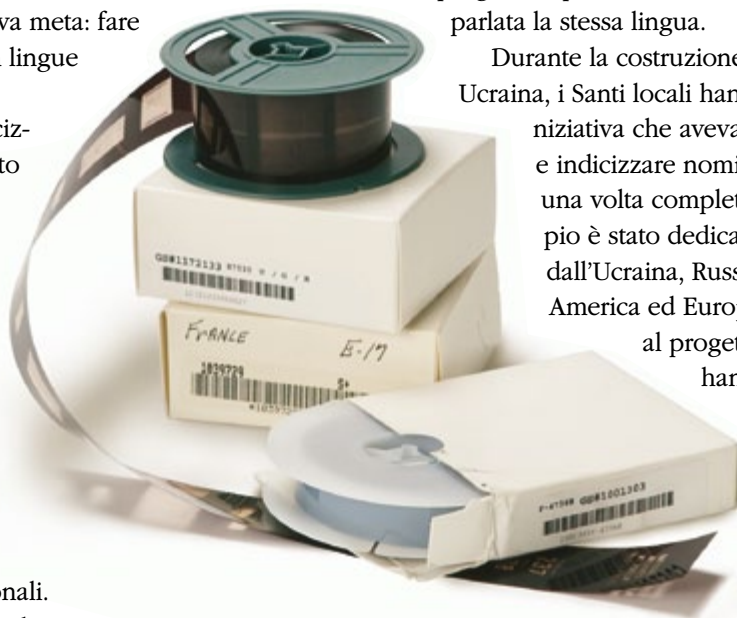 va meta: fare
lingue
ciz-
to
onali.
parlata la stessa lingua.
Durante la costruzione
Ucraina, i Santi locali han
niziativa che aveva
e indicizzare nomi
una volta complet
pio è stato dedica
dall'Ucraina, Russ
America ed Europ
al proget
han
FRANCE
E-17